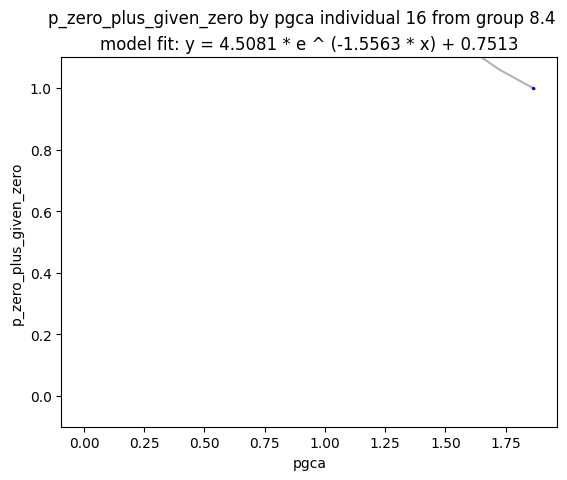 p_zero_plus_given_zero by pgca individual 16 from group 8.4
model fit: y = 4.5081 * e ^ (-1.5563 * x) + 0.7513
p_zero_plus_given_zero
1.0
0.8
0.6
0.4
0.2
0.0
0.00 0.25 0.50 0.75 1.00 1.25 1.50 1.75
pgca